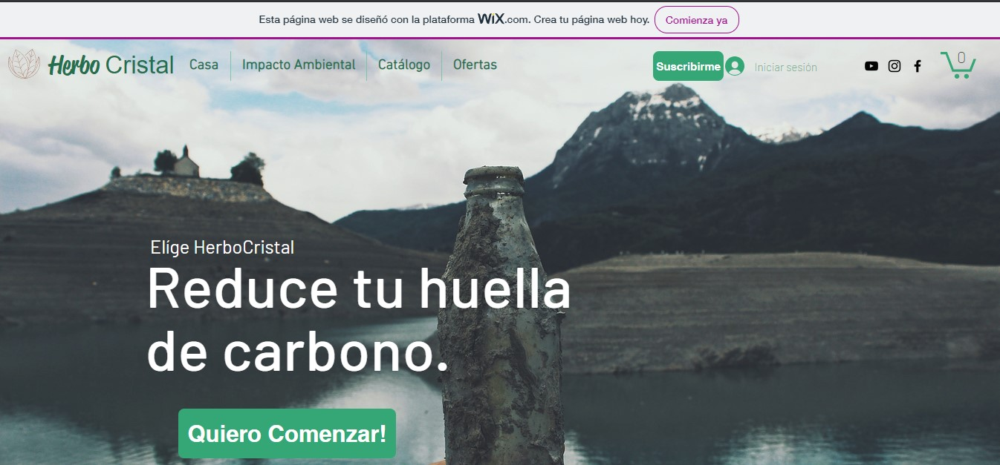 Esta página web se diseñó con la plataforma WiX.com. Crea tu página web hoy. Comienza ya
Herbo Cristal Casa Impacto Ambiental Catálogo Ofertas Suscribirme Iniciar sesión 0
Elíge HerboCristal
Reduce tu huella
de carbono.
Quiero Comenzar!